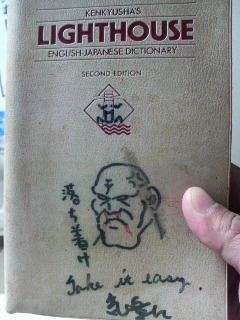 KENKYUSHA'S
LIGHTHOUSE
ENGLISH-JAPANESE DICTIONARY
SECOND EDITION
落ち着け
Take it easy.